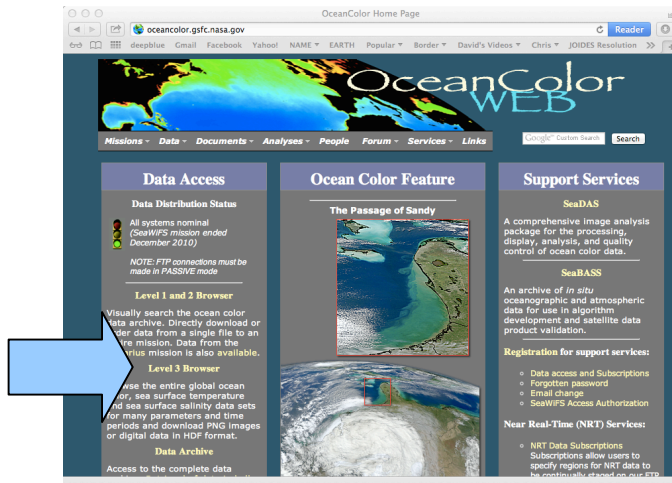 OceanColor Home Page
oceancolor.gsfc.nasa.gov
Reader
deepblue Gmail Facebook Yahoo! NAME EARTH Popular Border David's Videos Chris JOIDES Resolution
OceanColor
WEB
Missions Data Documents Analyses People Forum Services Links
Google™ Custom Search Search
Data Access
Data Distribution Status
All systems nominal
(SeaWiFS mission ended
December 2010)
NOTE: FTP connections must be
made in PASSIVE mode
Level 1 and 2 Browser
Visually search the ocean color
data archive. Directly download or
order data from a single file to an
entire mission. Data from the
mission is also available.
Level 3 Browser
the entire global ocean
sea surface temperature
and sea surface salinity data sets
for many parameters and time
periods and download PNG images
or digital data in HDF format.
Data Archive
Access to the complete data
Ocean Color Feature
The Passage of Sandy
Support Services
SeaDAS
A comprehensive image analysis
package for the processing,
display, analysis, and quality
control of ocean color data.
SeaBASS
An archive of in situ
oceanographic and atmospheric
data for use in algorithm
development and satellite data
product validation.
Registration for support services:
Data access and Subscriptions
Forgotten password
Email change
SeaWiFS Access Authorization
Near Real-Time (NRT) Services:
NRT Data Subscriptions
Subscriptions allow users to
specify regions for NRT data to
be continually staged on our FTP